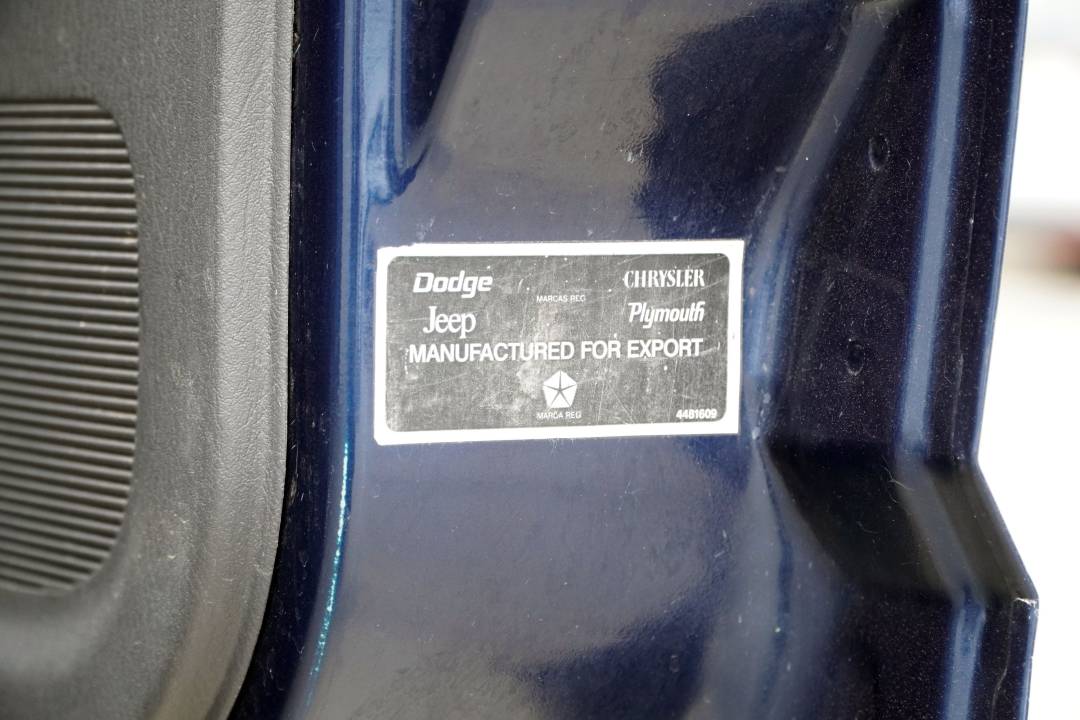 Dodge CHRYSLER
MARCAS REG
Jeep Plymouth
MANUFACTURED FOR EXPORT
MARCA REG
4481609